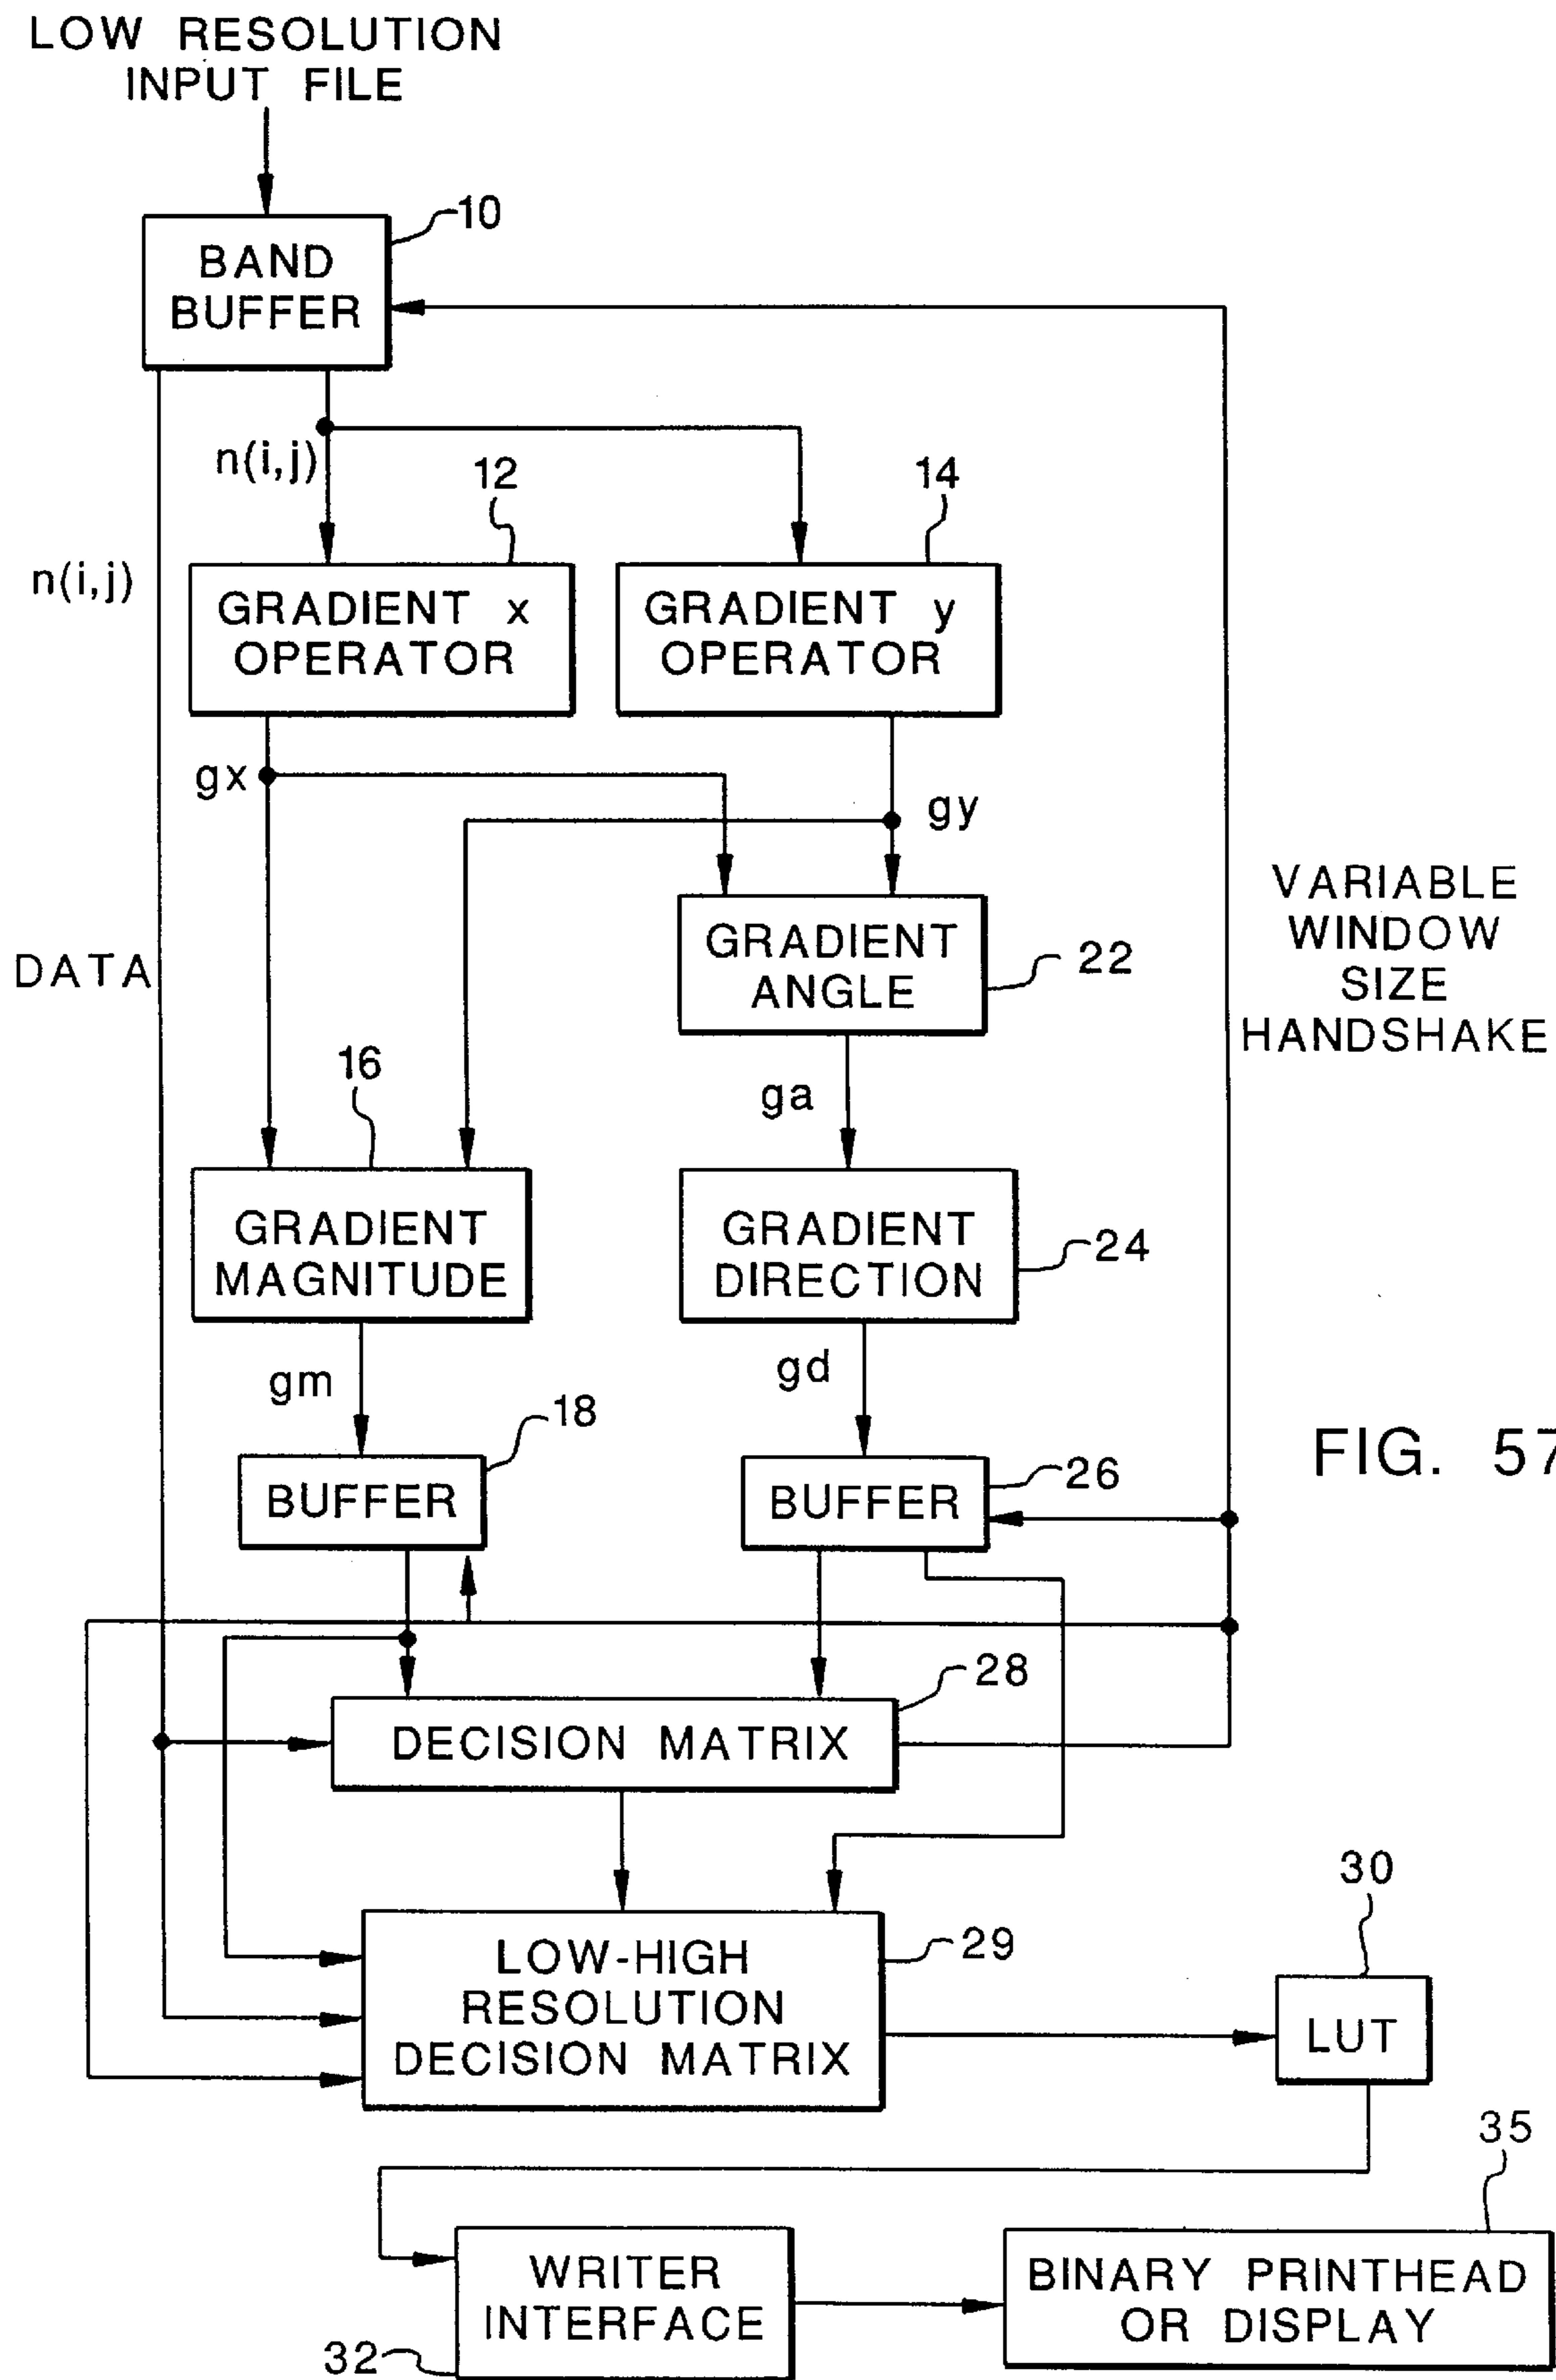 LOW RESOLUTION
INPUT FILE
10
BAND
BUFFER
n(i,j)
12
14
n(i,j)
GRADIENT x
OPERATOR
GRADIENT y
OPERATOR
gx
gy
VARIABLE
WINDOW
SIZE
HANDSHAKE
GRADIENT
ANGLE
22
DATA
16
ga
GRADIENT
MAGNITUDE
GRADIENT
DIRECTION
24
gm
gd
18
FIG. 57
BUFFER
BUFFER
26
28
DECISION MATRIX
30
LOW-HIGH
RESOLUTION
DECISION MATRIX
29
LUT
35
WRITER
INTERFACE
32
BINARY PRINTHEAD
OR DISPLAY